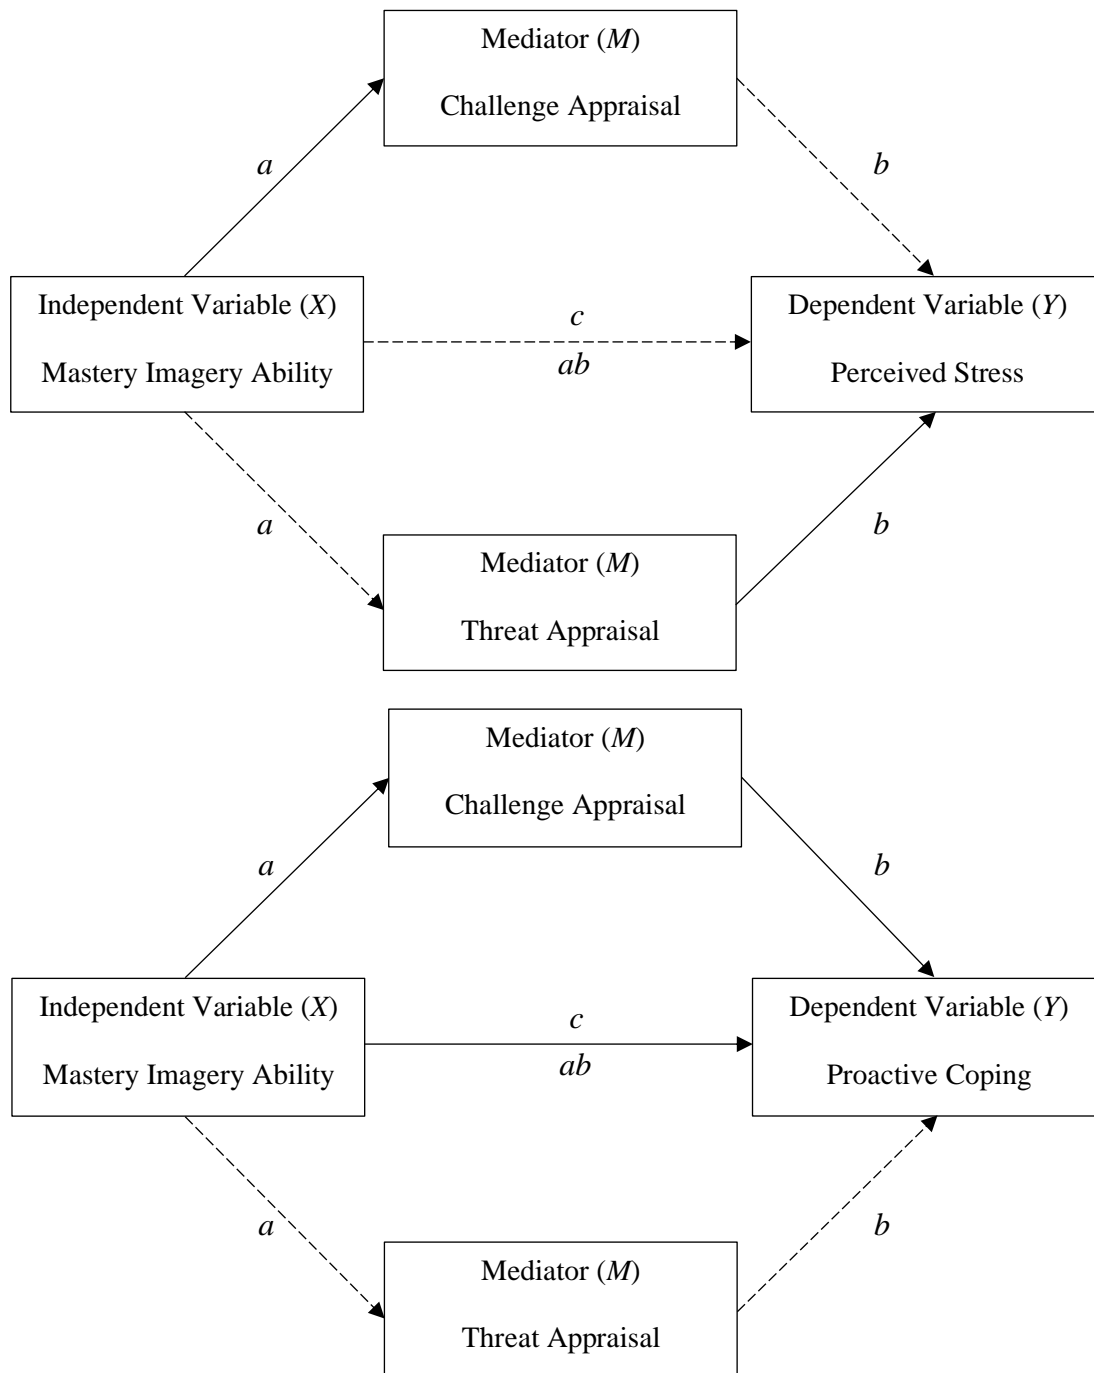 Mediator (M)
Challenge Appraisal
a
b
Independent Variable (X)
Mastery Imagery Ability
c
ab
Dependent Variable (Y)
Perceived Stress
a
b
Mediator (M)
Threat Appraisal
Mediator (M)
Challenge Appraisal
a
b
Independent Variable (X)
Mastery Imagery Ability
c
ab
Dependent Variable (Y)
Proactive Coping
a
b
Mediator (M)
Threat Appraisal